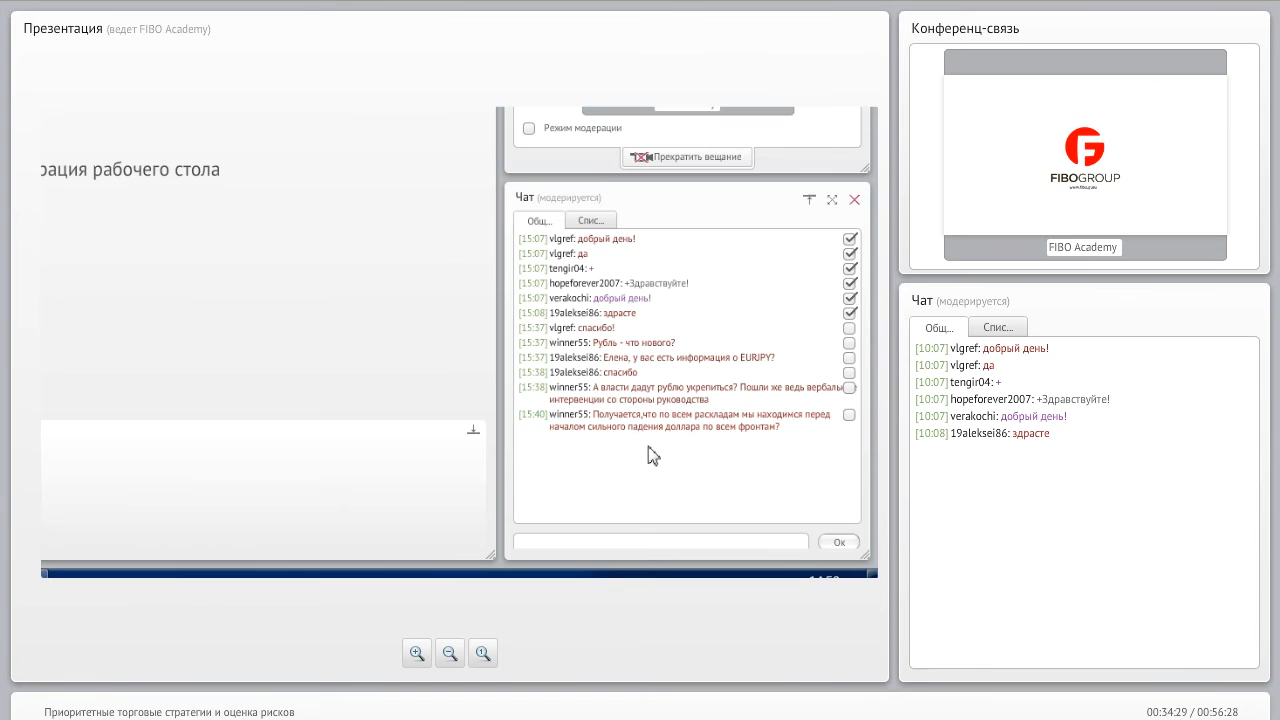 Презентация (ведет FIBO Academy)
рация рабочего стола
Режим модерации
Прекратить вещание
Чат (модерируется)
Общ... Спис...
[15:07] vlgref: добрый день!
[15:07] vlgref: да
[15:07] tengir04: +
[15:07] hopeforever2007: +Здравствуйте!
[15:07] verakochi: добрый день!
[15:08] 19aleksei86: здрасте
[15:37] vlgref: спасибо!
[15:37] winner55: Рубль - что нового?
[15:37] 19aleksei86: Елена, у вас есть информация о EURJPY?
[15:38] 19aleksei86: спасибо
[15:38] winner55: А власти дадут рублю укрепиться? Пошли же ведь вербальные
интервенции со стороны руководства
[15:40] winner55: Получается,что по всем раскладам мы находимся перед
началом сильного падения доллара по всем фронтам?
Ок
Конференц-связь
FIBOGROUP
FIBO Academy
Чат (модерируется)
Общ... Спис...
[10:07] vlgref: добрый день!
[10:07] vlgref: да
[10:07] tengir04: +
[10:07] hopeforever2007: +Здравствуйте!
[10:07] verakochi: добрый день!
[10:08] 19aleksei86: здрасте
Приоритетные торговые стратегии и оценка рисков
00:34:29 / 00:56:28